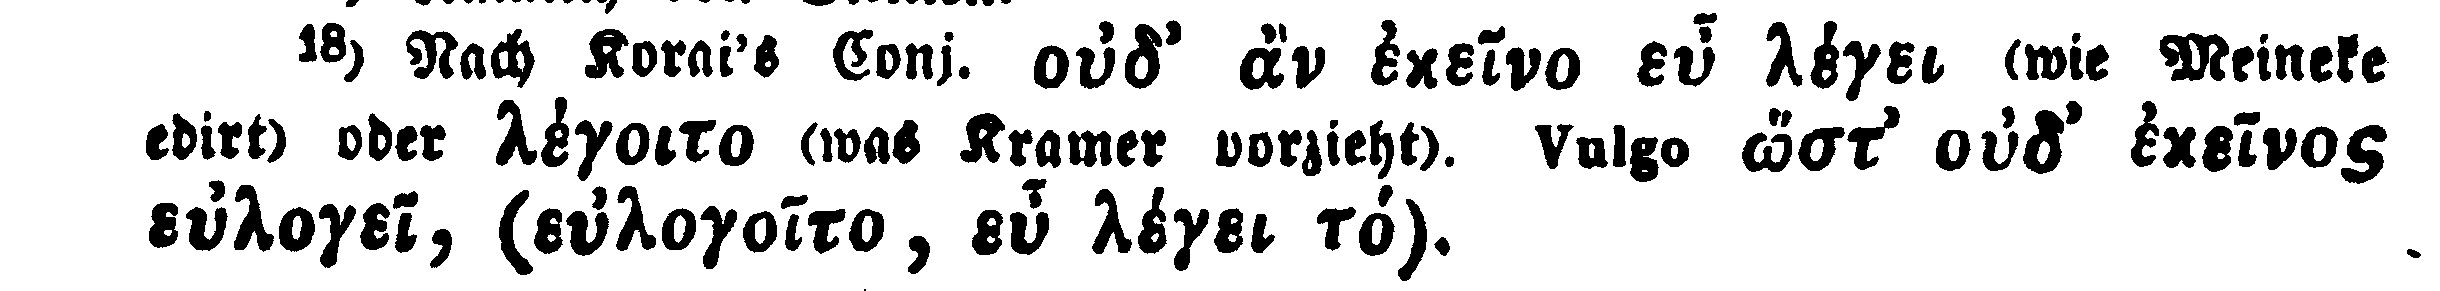 18) Nach Korai's Conj. οὐδ' ἂν ἐκεῖνο εὖ λέγει (wie Meineke
edirt) oder λέγοιτο (was Kramer vorzieht). Vulgo ὥστ' οὐδ' ἐκεῖνος
εὐλογεῖ, (εὐλογοῖτο, εὖ λέγει τό).